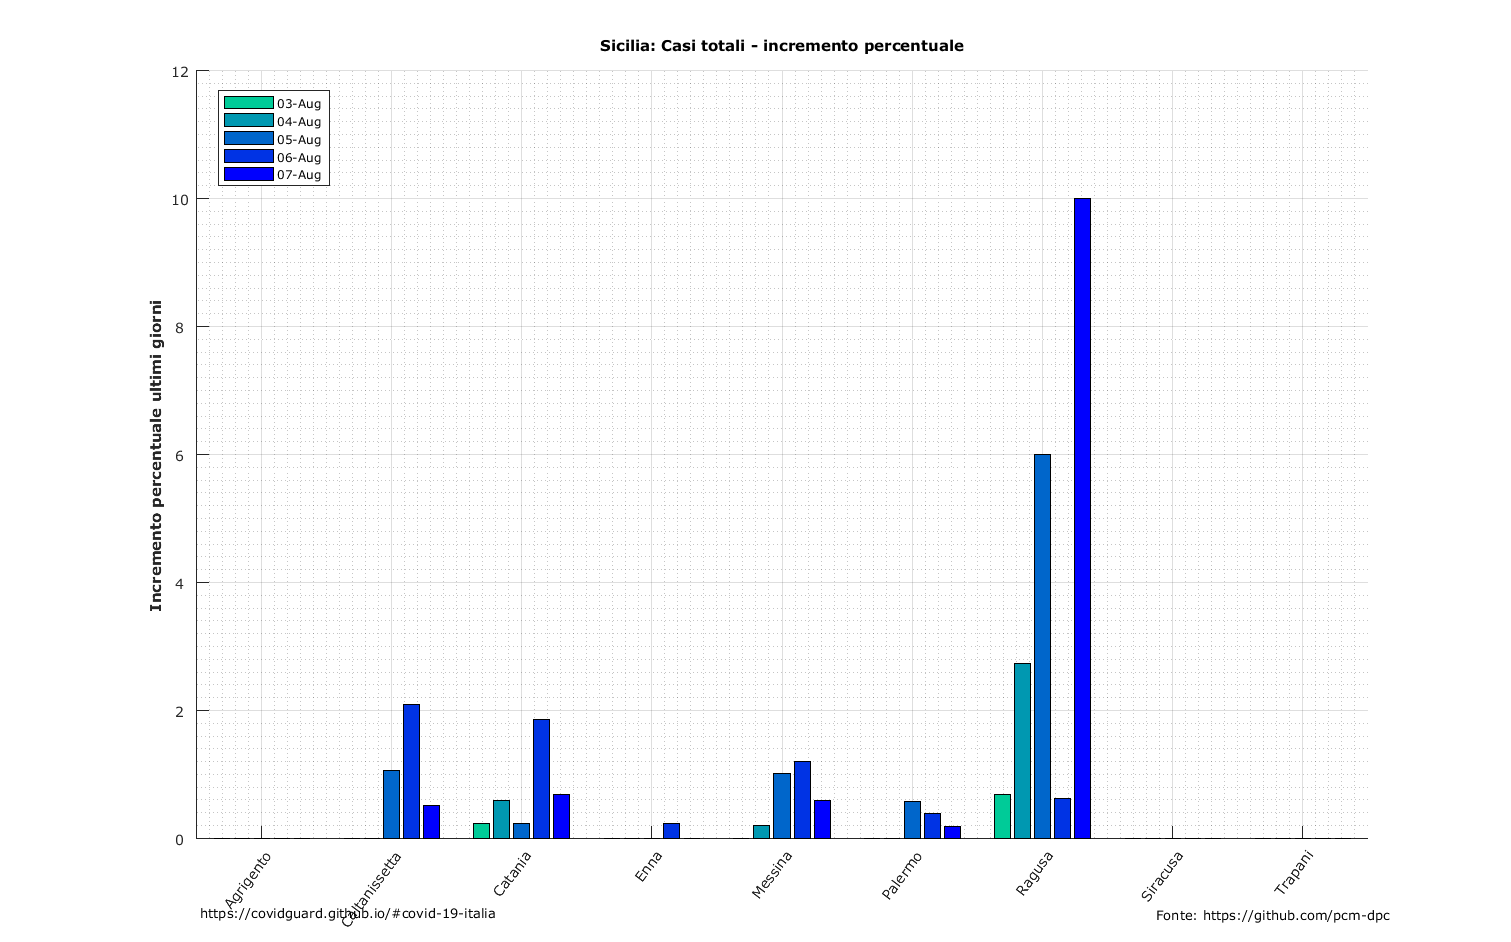 Sicilia: Casi totali - incremento percentuale
Incremento percentuale ultimi giorni
12
10
8
6
4
2
0
03-Aug
04-Aug
05-Aug
06-Aug
07-Aug
Agrigento
Caltanissetta
Catania
Enna
Messina
Palermo
Ragusa
Siracusa
Trapani
https://covidguard.github.io/#covid-19-italia
Fonte: https://github.com/pcm-dpc